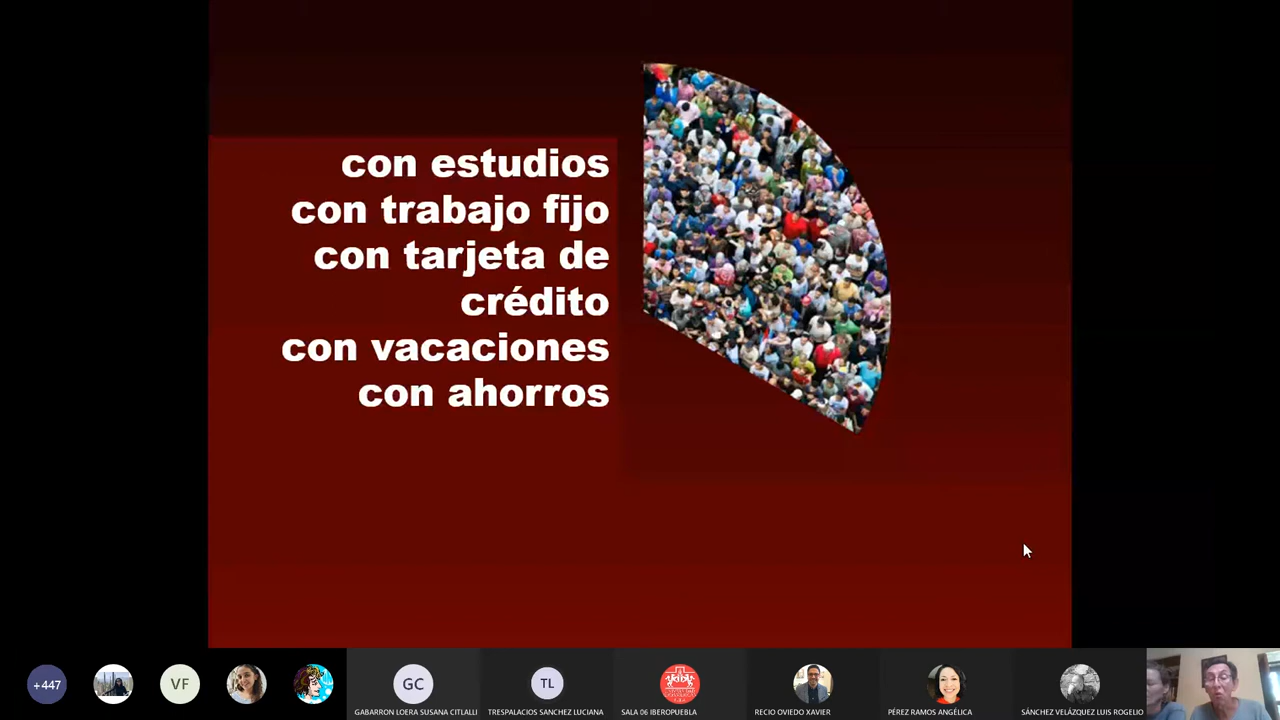 con estudios
con trabajo fijo
con tarjeta de
crédito
con vacaciones
con ahorros
+447
VF
GC
GABARRON LOERA SUSANA CITLALLI
TL
TRESPALACIOS SANCHEZ LUCIANA
SALA 06 IBEROPUEBLA
RECIO OVIEDO XAVIER
PÉREZ RAMOS ANGÉLICA
SÁNCHEZ VELÁZQUEZ LUIS ROGELIO